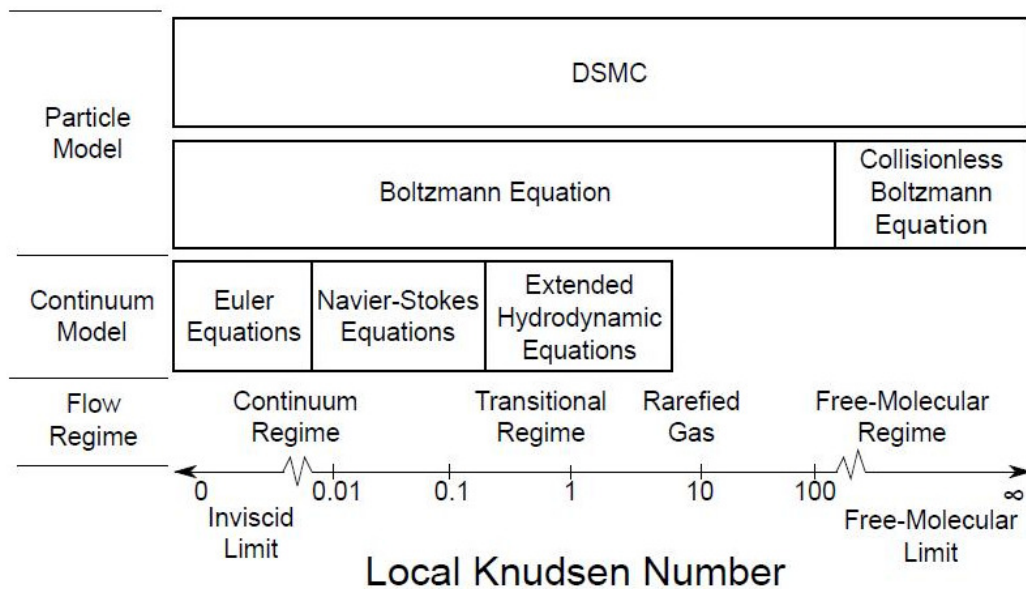 DSMC
Particle
Model
Boltzmann Equation
Collisionless
Boltzmann
Equation
Continuum
Model
Euler
Equations
Navier-Stokes
Equations
Extended
Hydrodynamic
Equations
Flow
Regime
Continuum
Regime
Transitional
Regime
Rarefied
Gas
Free-Molecular
Regime
0 0.01 0.1 1 10 100 ∞
Inviscid
Limit
Free-Molecular
Limit
Local Knudsen Number